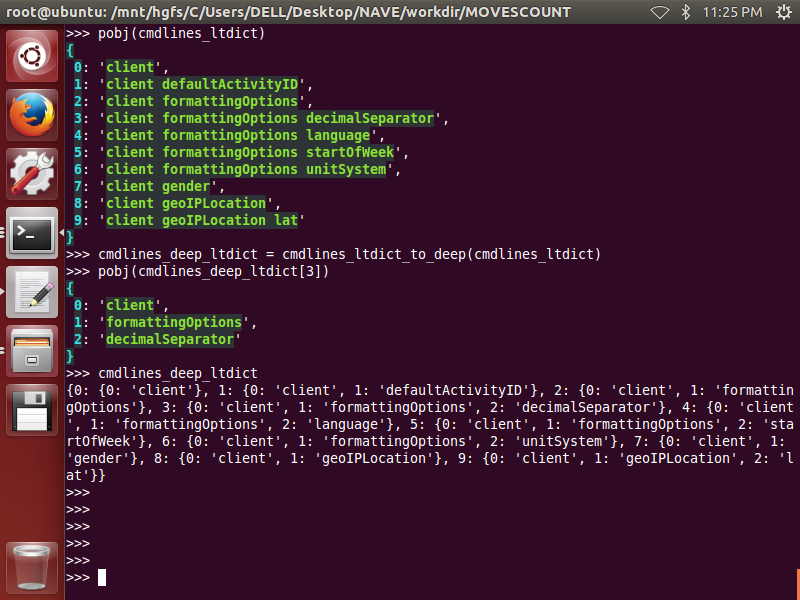 root@ubuntu: /mnt/hgfs/C/Users/DELL/Desktop/NAVE/workdir/MOVESCOUNT 11:25 PM
>>> pobj(cmdlines_ltdict)
{
 0: 'client',
 1: 'client defaultActivityID',
 2: 'client formattingOptions',
 3: 'client formattingOptions decimalSeparator',
 4: 'client formattingOptions language',
 5: 'client formattingOptions startOfWeek',
 6: 'client formattingOptions unitSystem',
 7: 'client gender',
 8: 'client geoIPLocation',
 9: 'client geoIPLocation lat'
}
>>> cmdlines_deep_ltdict = cmdlines_ltdict_to_deep(cmdlines_ltdict)
>>> pobj(cmdlines_deep_ltdict[3])
{
 0: 'client',
 1: 'formattingOptions',
 2: 'decimalSeparator'
}
>>> cmdlines_deep_ltdict
{0: {0: 'client'}, 1: {0: 'client', 1: 'defaultActivityID'}, 2: {0: 'client', 1: 'formattin
gOptions'}, 3: {0: 'client', 1: 'formattingOptions', 2: 'decimalSeparator'}, 4: {0: 'client
', 1: 'formattingOptions', 2: 'language'}, 5: {0: 'client', 1: 'formattingOptions', 2: 'sta
rtOfWeek'}, 6: {0: 'client', 1: 'formattingOptions', 2: 'unitSystem'}, 7: {0: 'client', 1: 
'gender'}, 8: {0: 'client', 1: 'geoIPLocation'}, 9: {0: 'client', 1: 'geoIPLocation', 2: 'l
at'}}
>>>
>>>
>>>
>>>
>>>
>>>